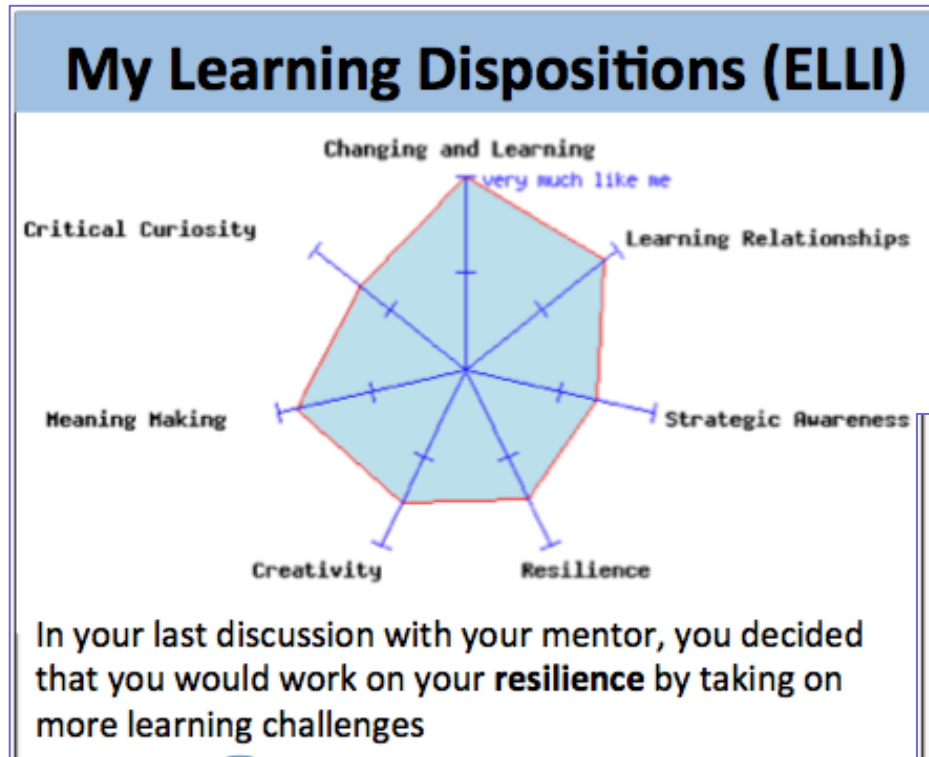 My Learning Dispositions (ELLI)
Changing and Learning
very much like me
Critical Curiosity
Learning Relationships
Meaning Making
Strategic Awareness
Creativity
Resilience
In your last discussion with your mentor, you decided
that you would work on your resilience by taking on
more learning challenges